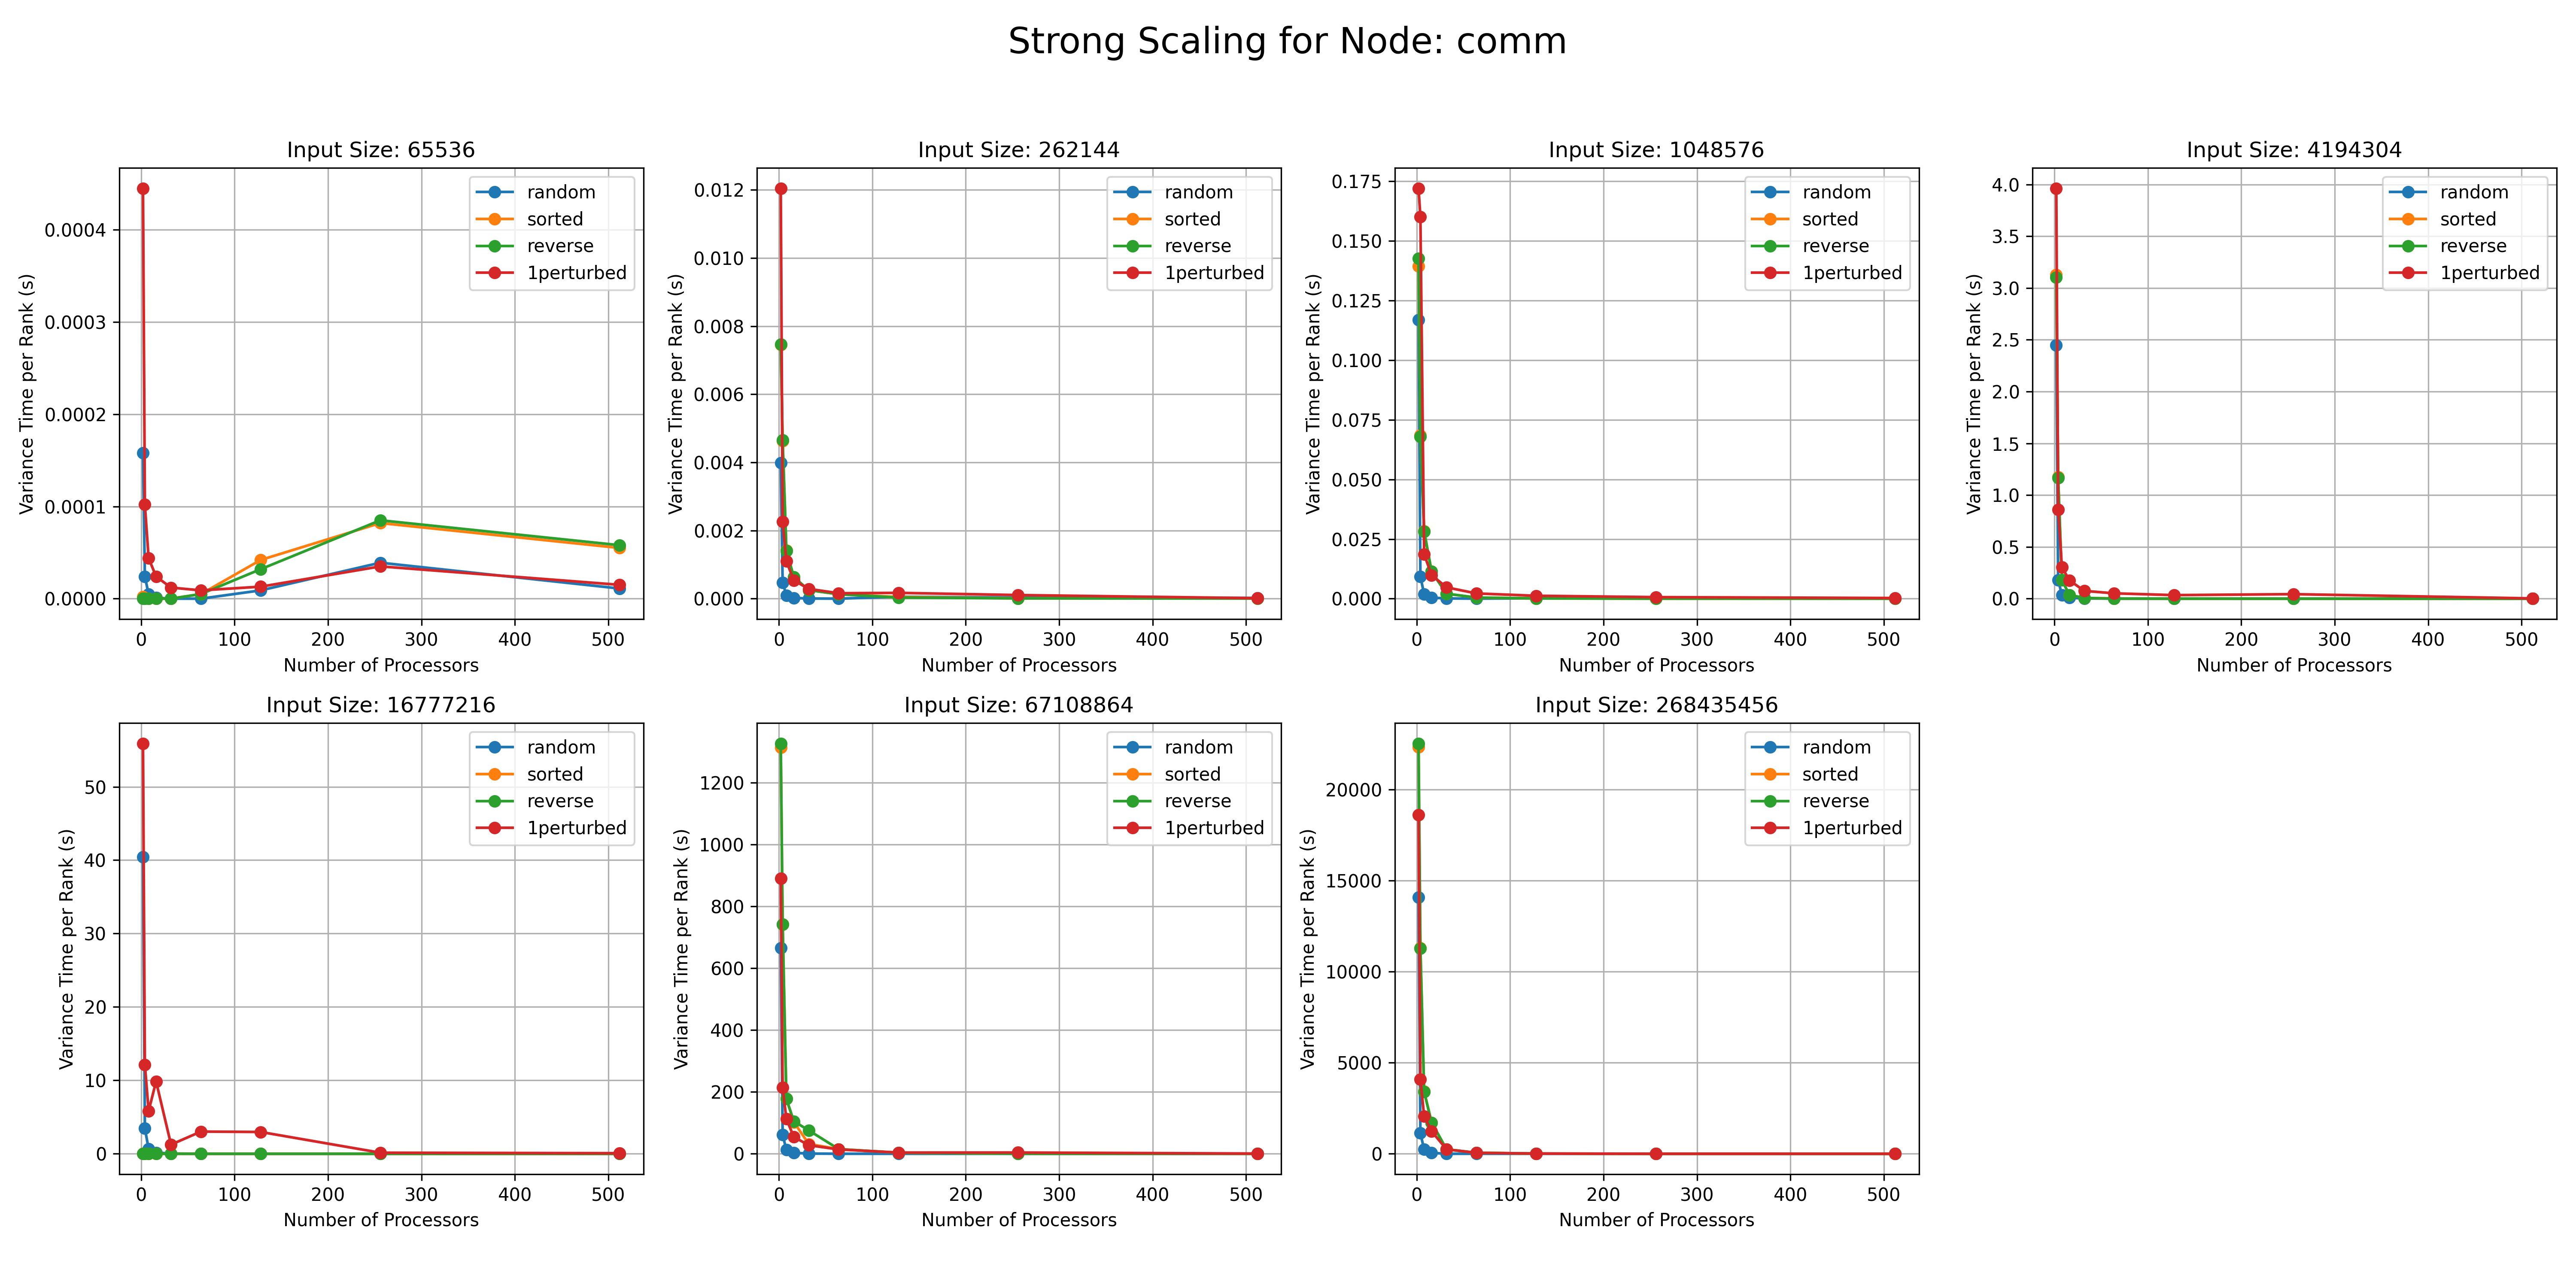 Strong Scaling for Node: comm
Input Size: 65536
Variance Time per Rank (s)
0.0004
0.0003
0.0002
0.0001
0.0000
0 100 200 300 400 500
Number of Processors
random
sorted
reverse
1perturbed
Input Size: 262144
Variance Time per Rank (s)
0.012
0.010
0.008
0.006
0.004
0.002
0.000
0 100 200 300 400 500
Number of Processors
random
sorted
reverse
1perturbed
Input Size: 1048576
Variance Time per Rank (s)
0.175
0.150
0.125
0.100
0.075
0.050
0.025
0.000
0 100 200 300 400 500
Number of Processors
random
sorted
reverse
1perturbed
Input Size: 4194304
Variance Time per Rank (s)
4.0
3.5
3.0
2.5
2.0
1.5
1.0
0.5
0.0
0 100 200 300 400 500
Number of Processors
random
sorted
reverse
1perturbed
Input Size: 16777216
Variance Time per Rank (s)
50
40
30
20
10
0
0 100 200 300 400 500
Number of Processors
random
sorted
reverse
1perturbed
Input Size: 67108864
Variance Time per Rank (s)
1200
1000
800
600
400
200
0
0 100 200 300 400 500
Number of Processors
random
sorted
reverse
1perturbed
Input Size: 268435456
Variance Time per Rank (s)
20000
15000
10000
5000
0
0 100 200 300 400 500
Number of Processors
random
sorted
reverse
1perturbed